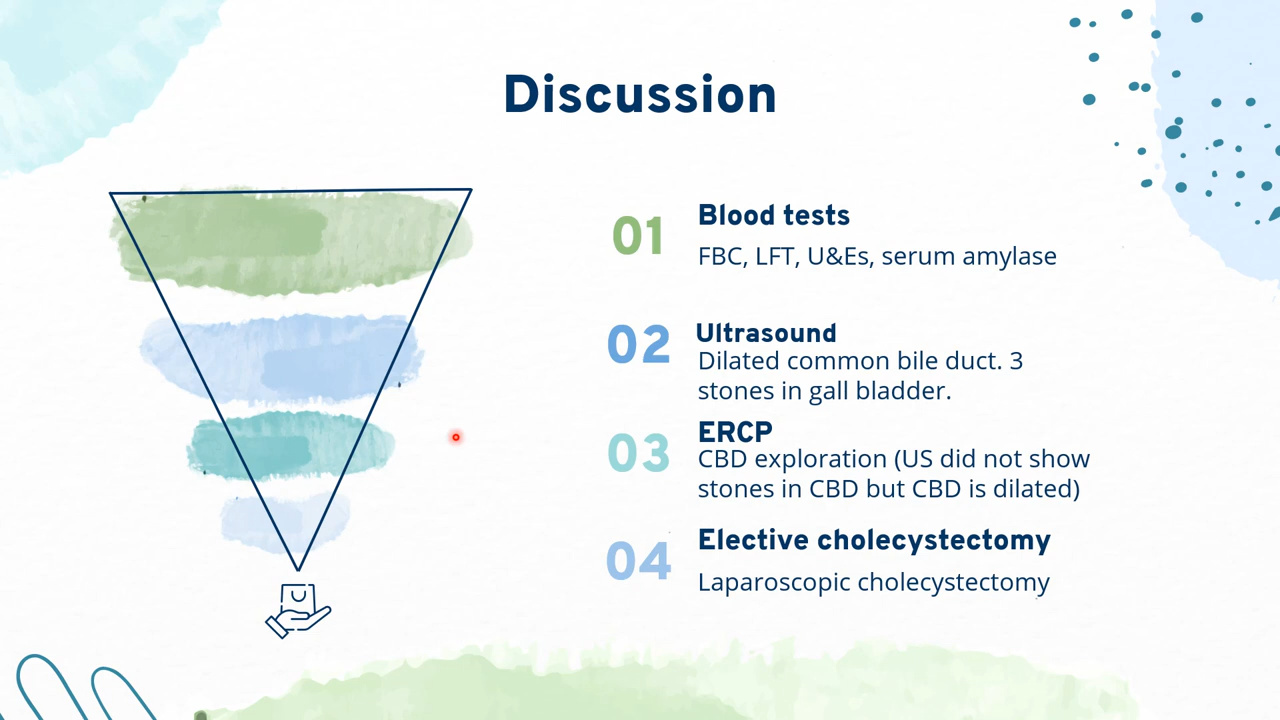 Discussion
01
Blood tests
FBC, LFT, U&Es, serum amylase
02
Ultrasound
Dilated common bile duct. 3
stones in gall bladder.
03
ERCP
CBD exploration (US did not show
stones in CBD but CBD is dilated)
04
Elective cholecystectomy
Laparoscopic cholecystectomy